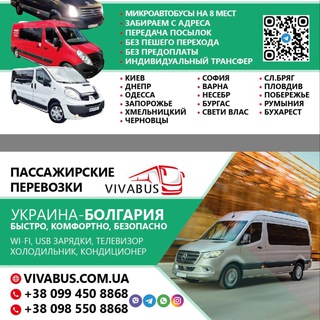 • МИКРОАВТОБУСЫ НА 8 МЕСТ
• ЗАБИРАЕМ С АДРЕСА
• ПЕРЕДАЧА ПОСЫЛОК
• БЕЗ ПЕШЕГО ПЕРЕХОДА
• БЕЗ ПРЕДОПЛАТЫ
• ИНДИВИДУАЛЬНЫЙ ТРАНСФЕР
• КИЕВ
• ДНЕПР
• ОДЕССА
• ЗАПОРОЖЬЕ
• ХМЕЛЬНИЦКИЙ
• ЧЕРНОВЦЫ
• СОФИЯ
• ВАРНА
• НЕСЕБР
• БУРГАС
• СВЕТИ ВЛАС
• СЛ.БРЯГ
• ПЛОВДИВ
• ПОБЕРЕЖЬЕ
• РУМЫНИЯ
• БУХАРЕСТ
ПАССАЖИРСКИЕ
ПЕРЕВОЗКИ
VIVABUS
УКРАИНА-БОЛГАРИЯ
БЫСТРО, КОМФОРТНО, БЕЗОПАСНО
WI-FI, USB ЗАРЯДКИ, ТЕЛЕВИЗОР
ХОЛОДИЛЬНИК, КОНДИЦИОНЕР
VIVABUS.COM.UA
+38 099 450 8868
+38 098 550 8868